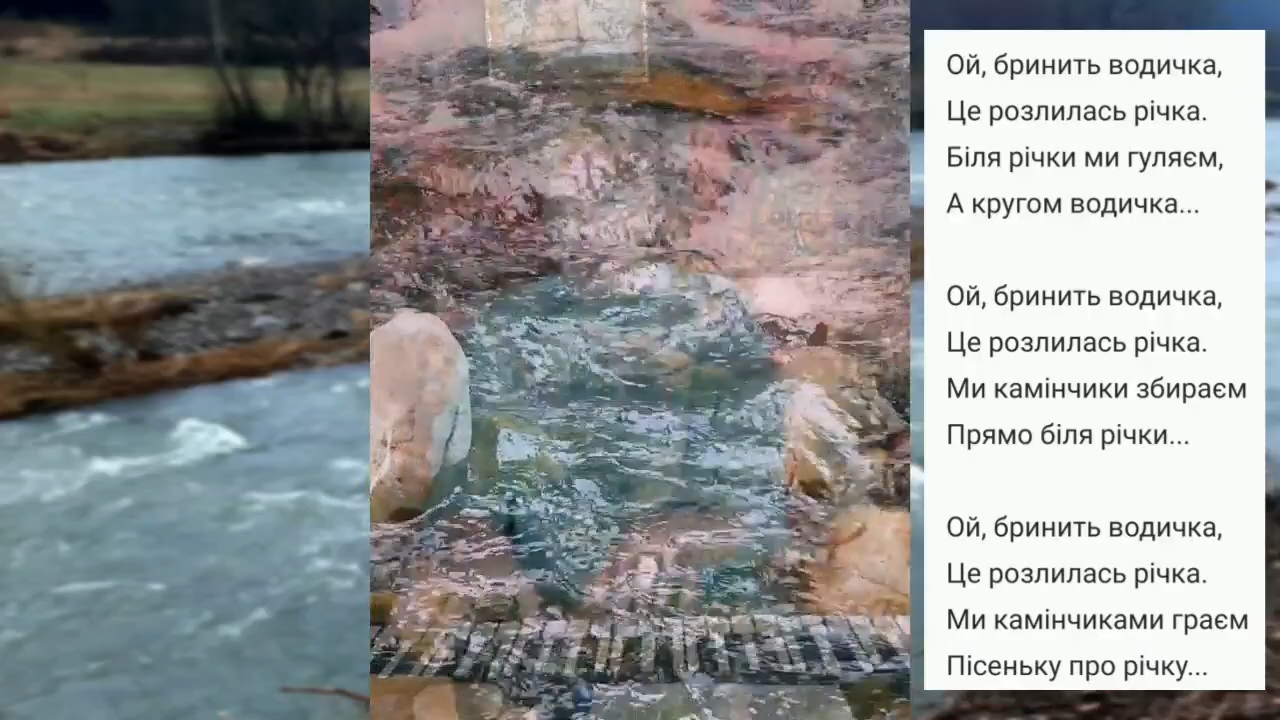 Ой, бринить водичка,
Це розлилась річка.
Біля річки ми гуляєм,
А кругом водичка...
Ой, бринить водичка,
Це розлилась річка.
Ми камінчики збираєм
Прямо біля річки...
Ой, бринить водичка,
Це розлилась річка.
Ми камінчиками граєм
Пісеньку про річку...